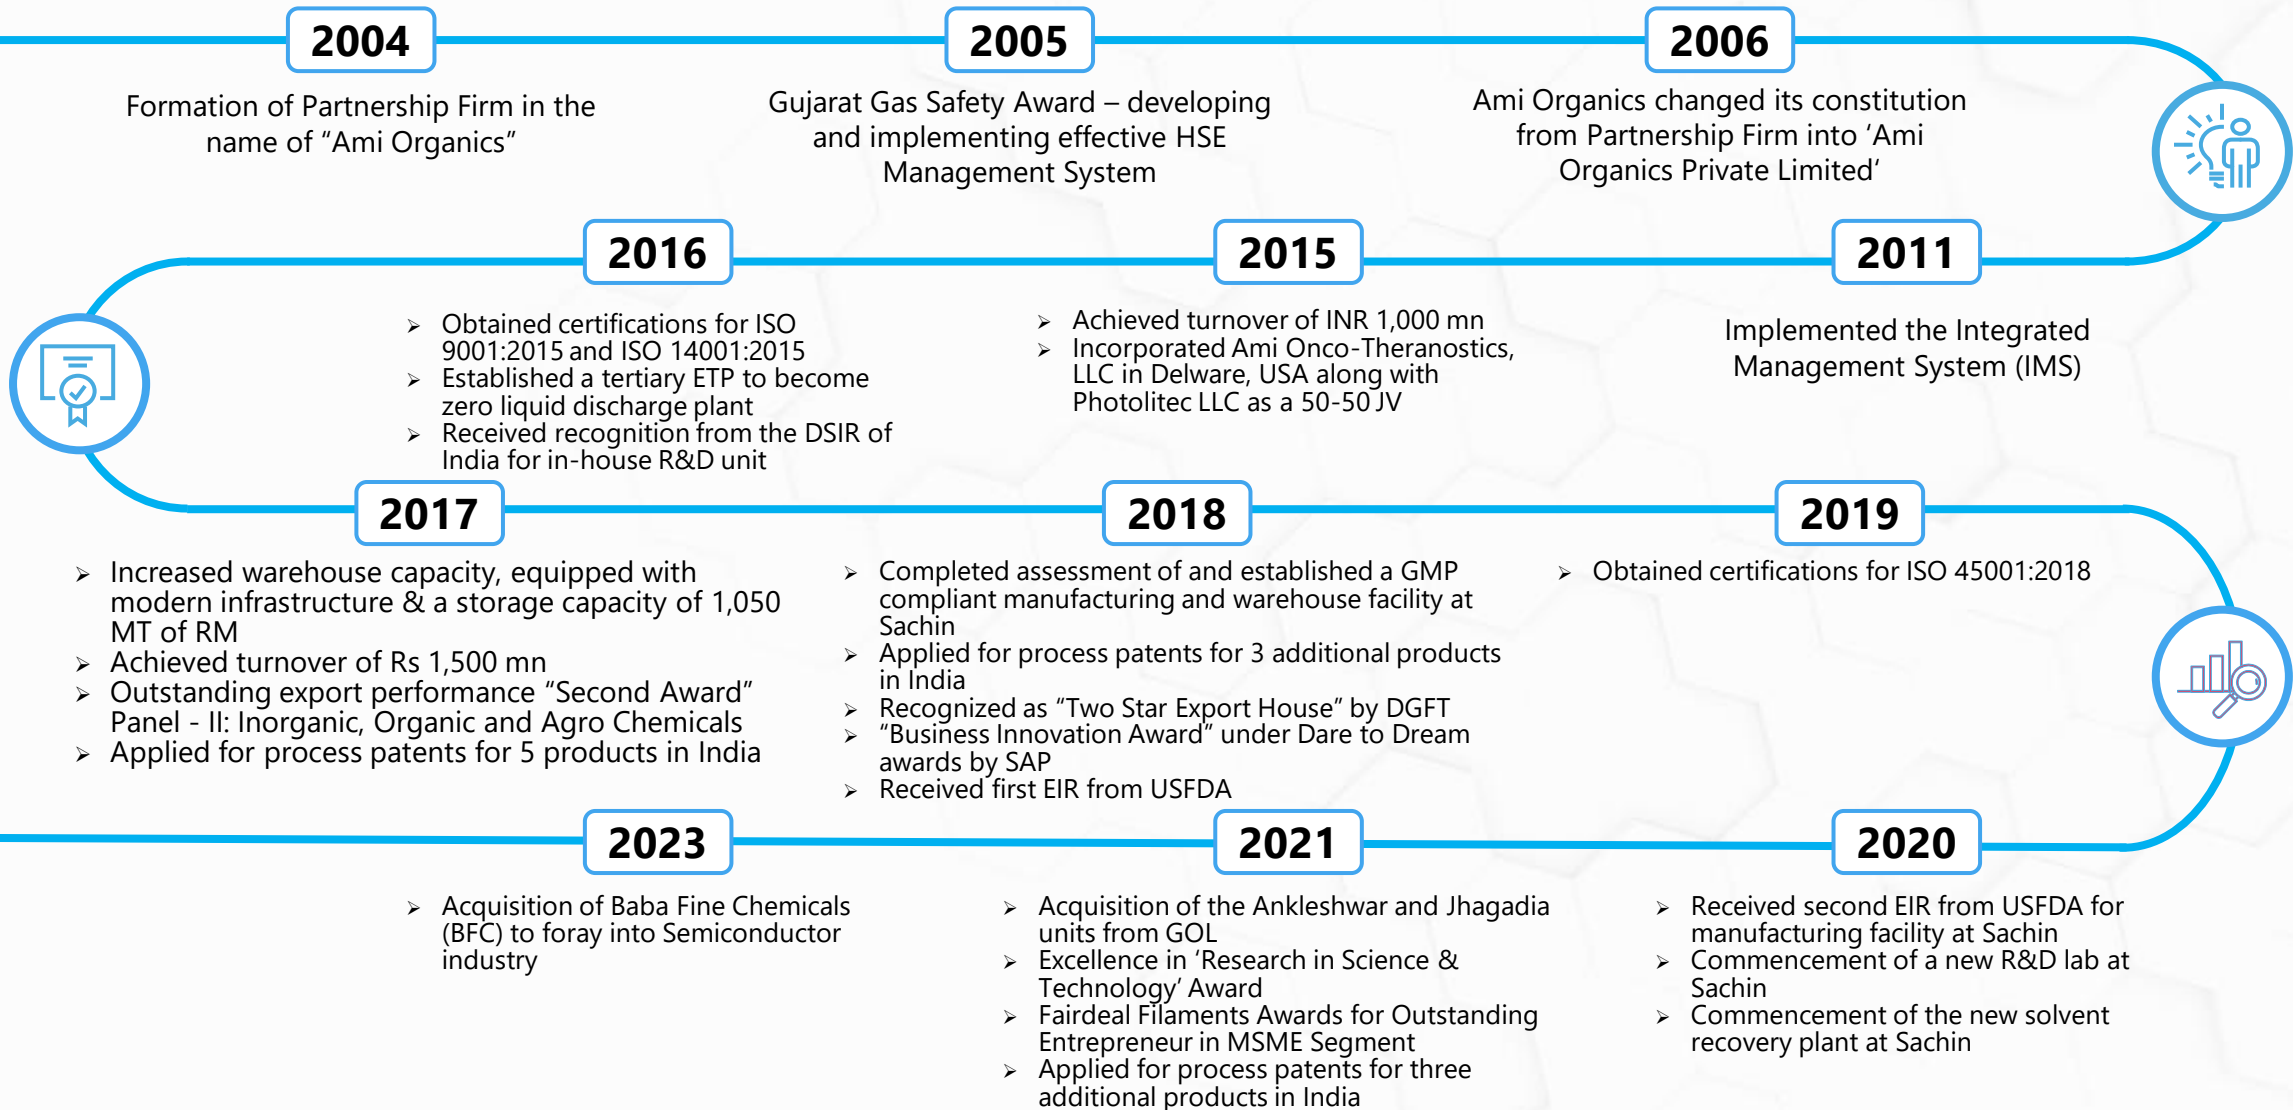 2004
Formation of Partnership Firm in the
name of “Ami Organics”
2005
Gujarat Gas Safety Award – developing
and implementing effective HSE
Management System
2006
Ami Organics changed its constitution
from Partnership Firm into ‘Ami
Organics Private Limited‘
2011
Implemented the Integrated
Management System (IMS)
2015
➢ Achieved turnover of INR 1,000 mn
➢ Incorporated Ami Onco-Theranostics,
LLC in Delware, USA along with
Photolitec LLC as a 50-50 JV
2016
➢ Obtained certifications for ISO
9001:2015 and ISO 14001:2015
➢ Established a tertiary ETP to become
zero liquid discharge plant
➢ Received recognition from the DSIR of
India for in-house R&D unit
2017
➢ Increased warehouse capacity, equipped with
modern infrastructure & a storage capacity of 1,050
MT of RM
➢ Achieved turnover of Rs 1,500 mn
➢ Outstanding export performance “Second Award”
Panel - II: Inorganic, Organic and Agro Chemicals
➢ Applied for process patents for 5 products in India
2018
➢ Completed assessment of and established a GMP
compliant manufacturing and warehouse facility at
Sachin
➢ Applied for process patents for 3 additional products
in India
➢ Recognized as “Two Star Export House” by DGFT
➢ “Business Innovation Award” under Dare to Dream
awards by SAP
➢ Received first EIR from USFDA
2019
➢ Obtained certifications for ISO 45001:2018
2020
➢ Received second EIR from USFDA for
manufacturing facility at Sachin
➢ Commencement of a new R&D lab at
Sachin
➢ Commencement of the new solvent
recovery plant at Sachin
2021
➢ Acquisition of the Ankleshwar and Jhagadia
units from GOL
➢ Excellence in ‘Research in Science &
Technology’ Award
➢ Fairdeal Filaments Awards for Outstanding
Entrepreneur in MSME Segment
➢ Applied for process patents for three
additional products in India
2023
➢ Acquisition of Baba Fine Chemicals
(BFC) to foray into Semiconductor
industry